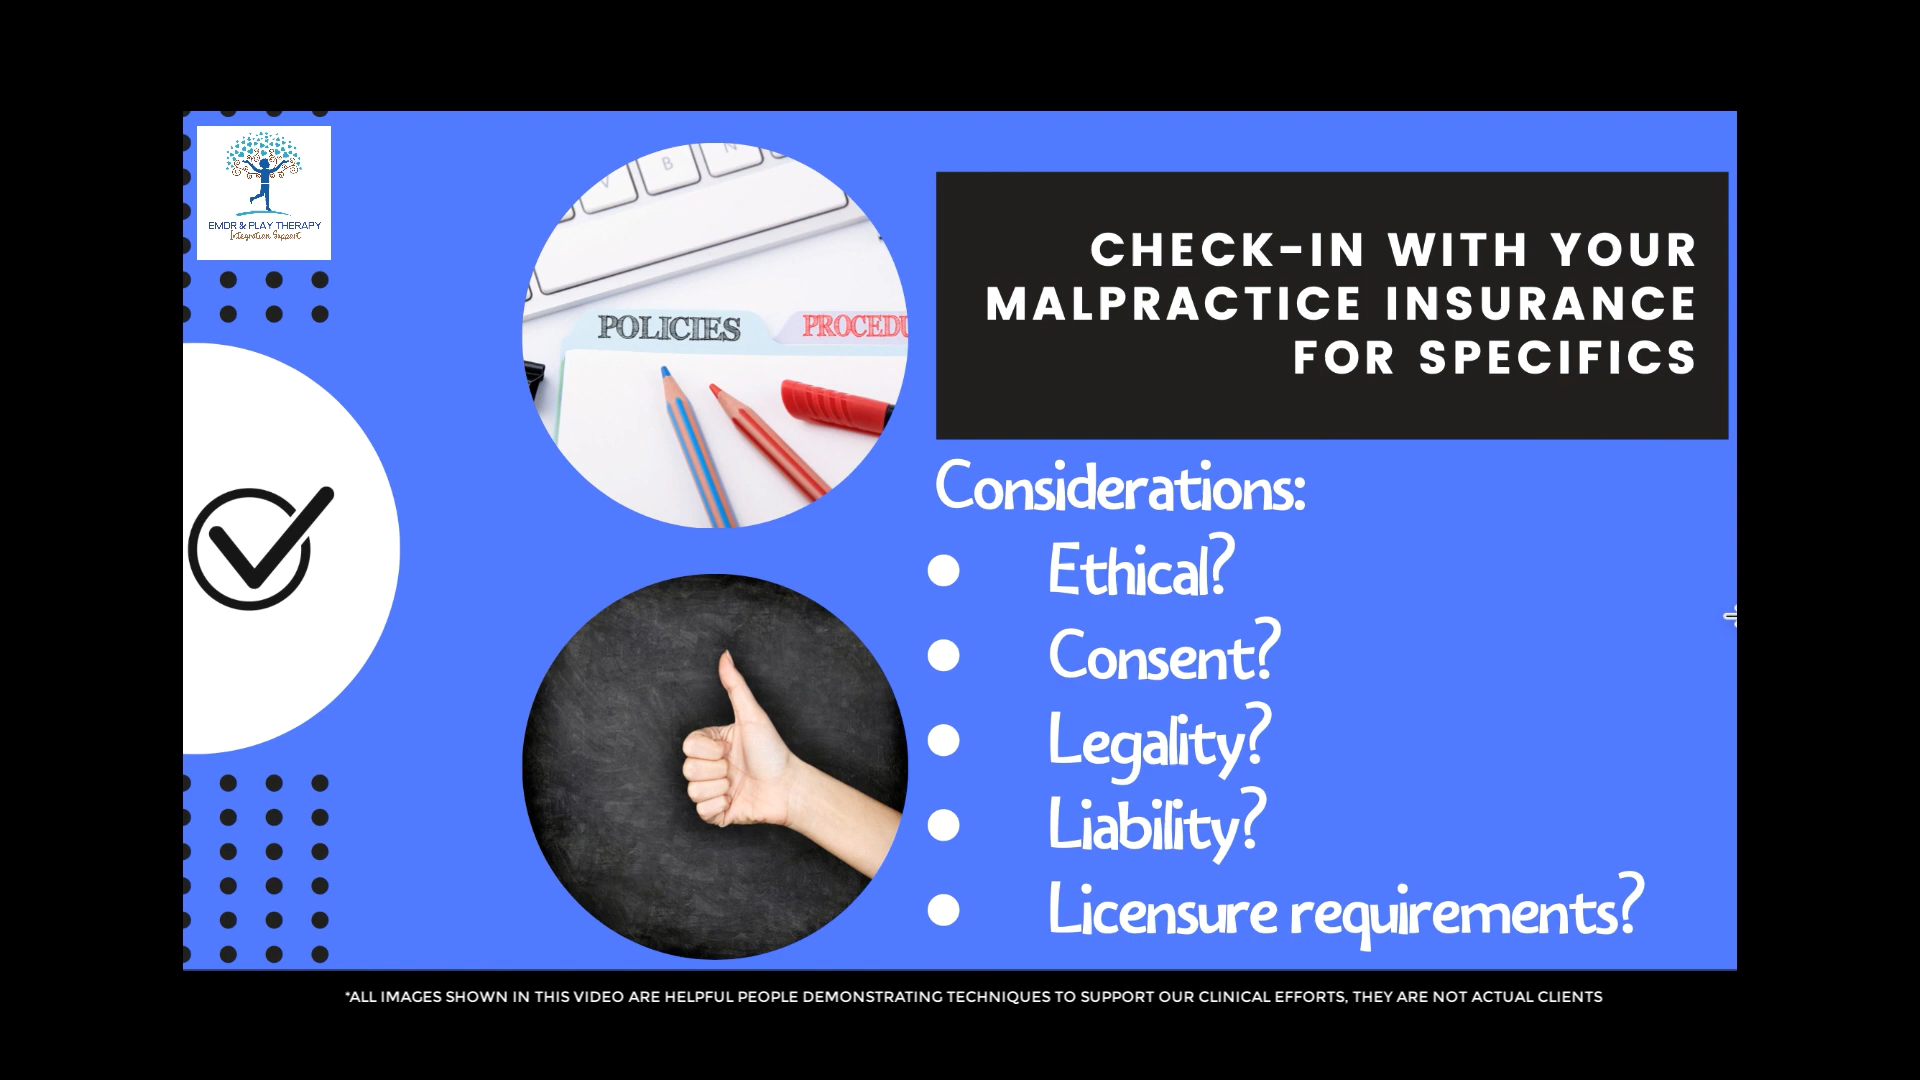 EMDR & PLAY THERAPY
Integration Support
B
N
V
POLICIES
PROCEDU
CHECK-IN WITH YOUR
MALPRACTICE INSURANCE
FOR SPECIFICS
Considerations:
Ethical?
Consent?
Legality?
Liability?
Licensure requirements?
*ALL IMAGES SHOWN IN THIS VIDEO ARE HELPFUL PEOPLE DEMONSTRATING TECHNIQUES TO SUPPORT OUR CLINICAL EFFORTS, THEY ARE NOT ACTUAL CLIENTS